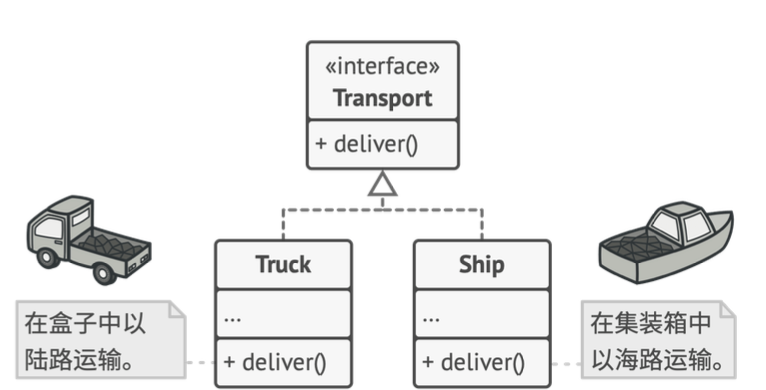 «interface»
Transport
+ deliver()
Truck
Ship
...
...
+ deliver()
+ deliver()
在盒子中以
陆路运输。
在集装箱中
以海路运输。